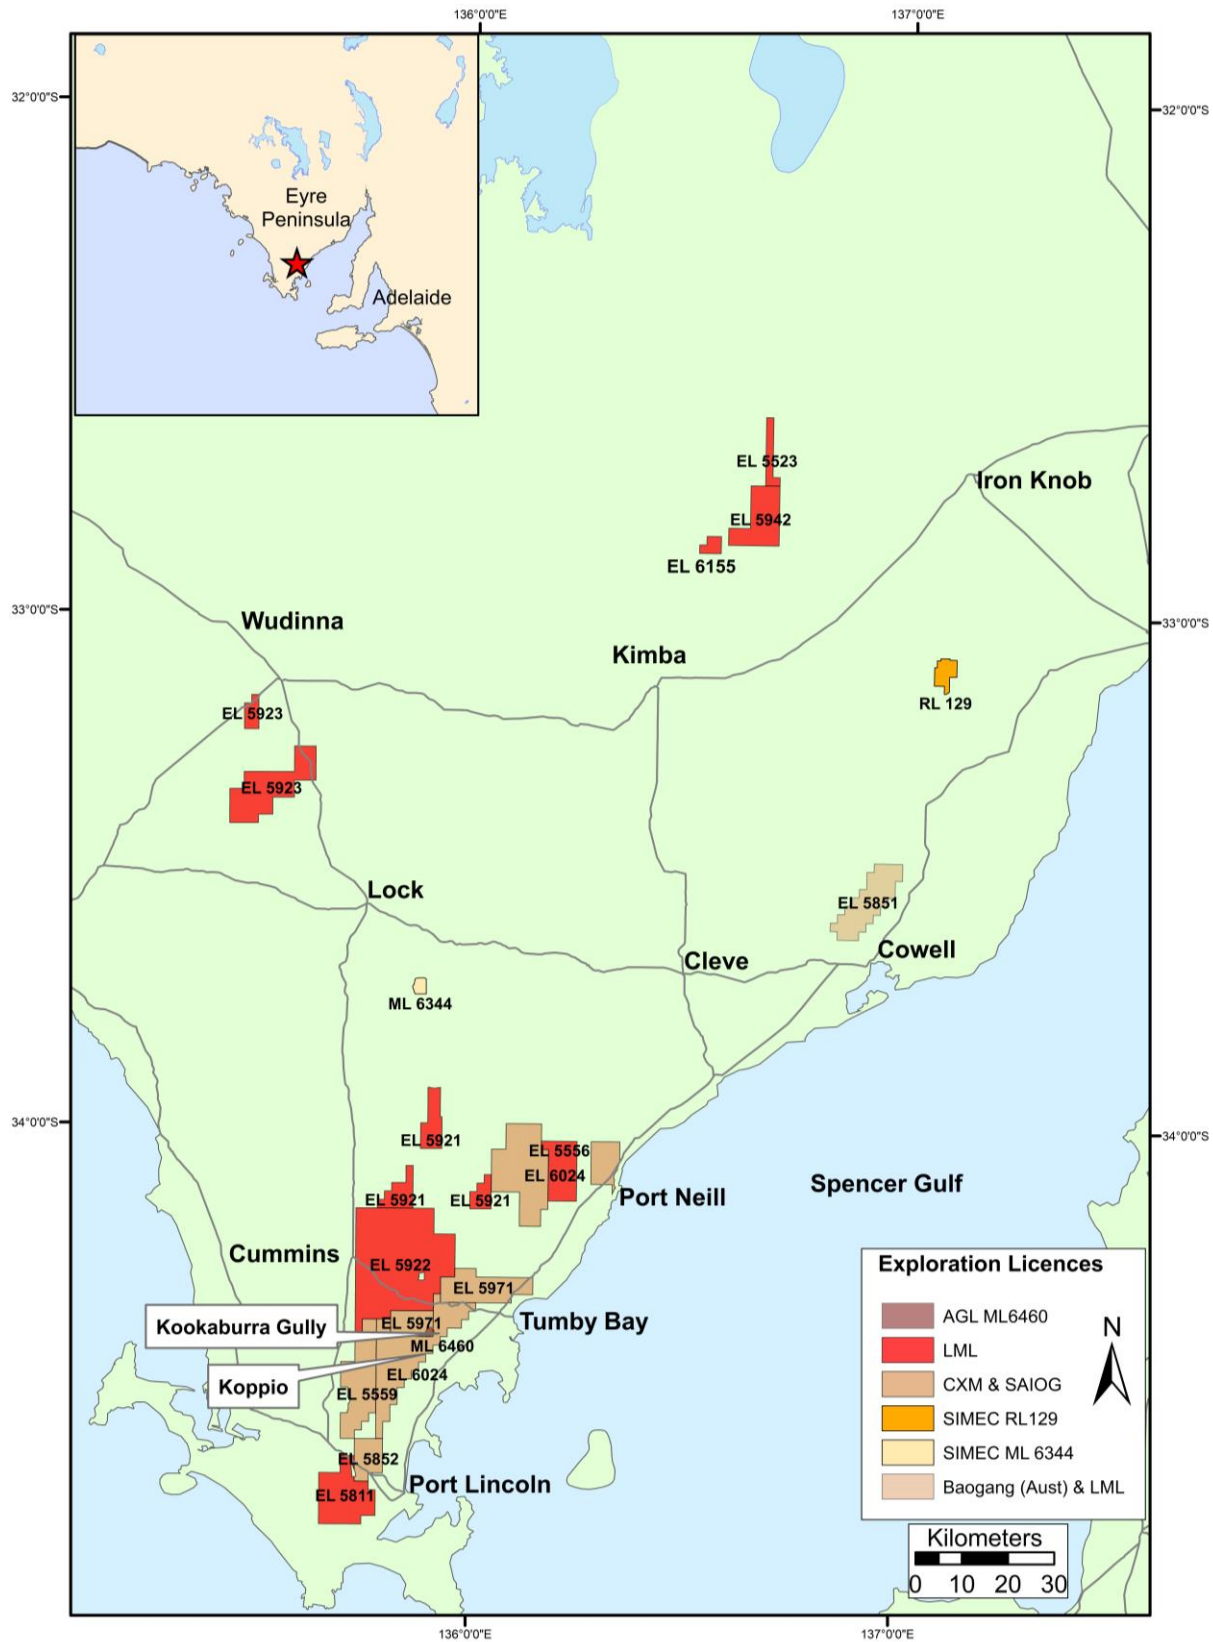 136°0'0"E
137°0'0"E
32°0'0"S
32°0'0"S
Eyre
Peninsula
Adelaide
EL 5523
Iron Knob
EL 5942
EL 6155
33°0'0"S
33°0'0"S
Wudinna
Kimba
RL 129
EL 5923
EL 5923
Lock
EL 5851
Cowell
Cleve
ML 6344
34°0'0"S
34°0'0"S
EL 5921
EL 5556
EL 6024
EL 5921
EL 5921
Port Neill
Spencer Gulf
Cummins
EL 5922
EL 5971
Tumby Bay
Kookaburra Gully
EL 5971
ML 6460
Koppio
EL 6024
EL 5559
EL 5852
Port Lincoln
EL 5811
Exploration Licences
AGL ML6460
LML
CXM & SAIOG
SIMEC RL129
SIMEC ML 6344
Baogang (Aust) & LML
N
Kilometers
0 10 20 30
136°0'0"E
137°0'0"E